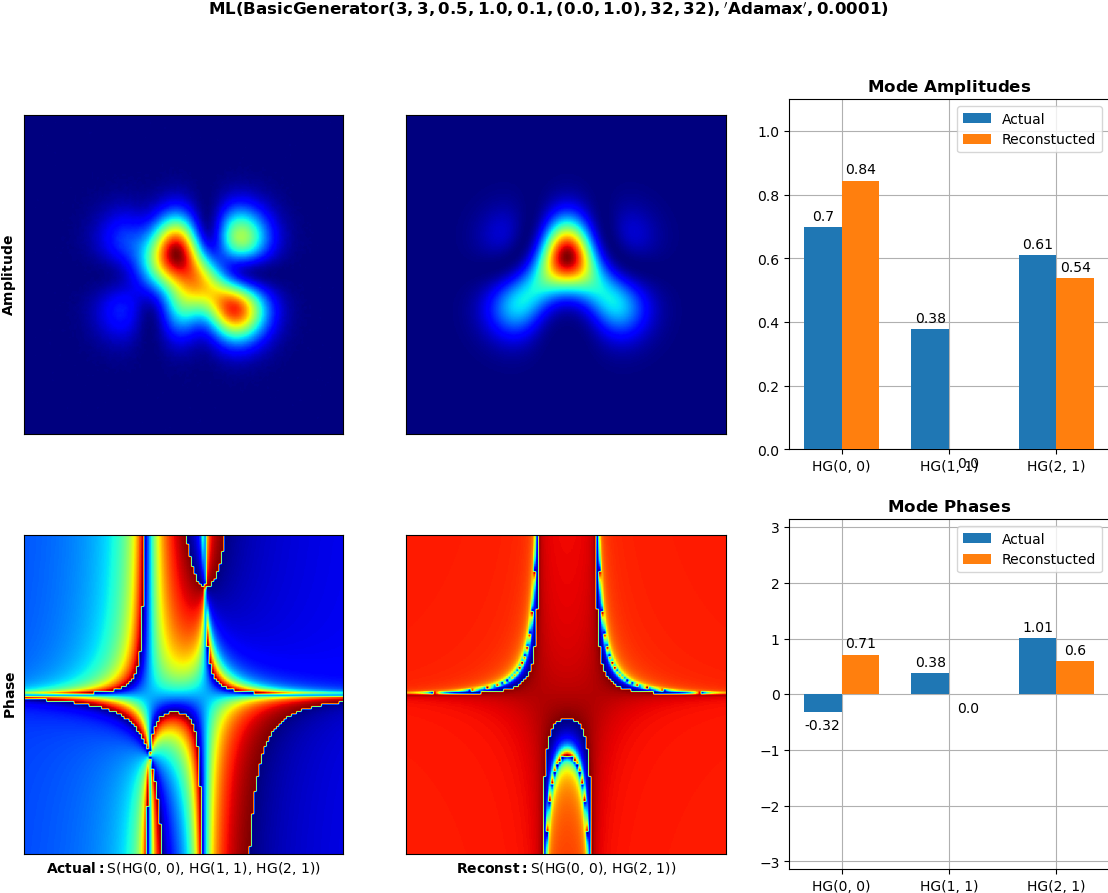 ML(BasicGenerator(3, 3, 0.5, 1.0, 0.1, (0.0, 1.0), 32, 32), ′Adamax′, 0.0001)
Amplitude
Mode Amplitudes
Actual
Reconstucted
1.0
0.8
0.6
0.4
0.2
0.0
0.7
0.84
0.38
0.0
0.61
0.54
HG(0, 0)
HG(1, 1)
HG(2, 1)
Phase
Actual: S(HG(0, 0), HG(1, 1), HG(2, 1))
Reconst: S(HG(0, 0), HG(2, 1))
Mode Phases
Actual
Reconstucted
3
2
1
0
−1
−2
−3
-0.32
0.71
0.38
0.0
1.01
0.6
HG(0, 0)
HG(1, 1)
HG(2, 1)